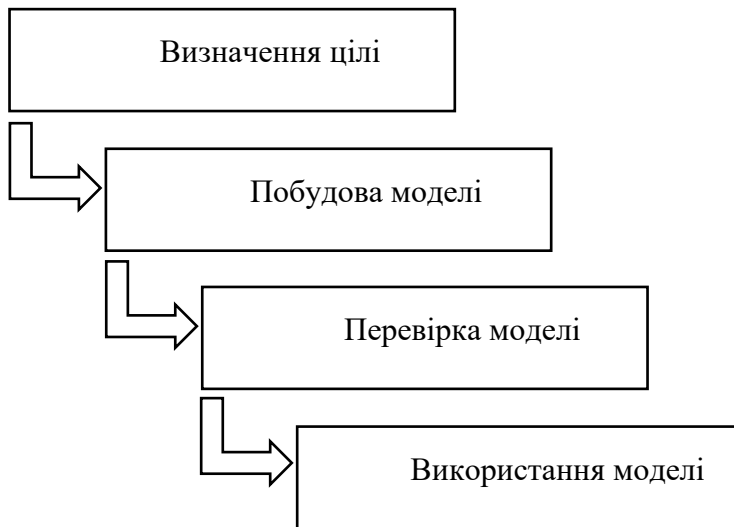 Визначення цілі
Побудова моделі
Перевірка моделі
Використання моделі